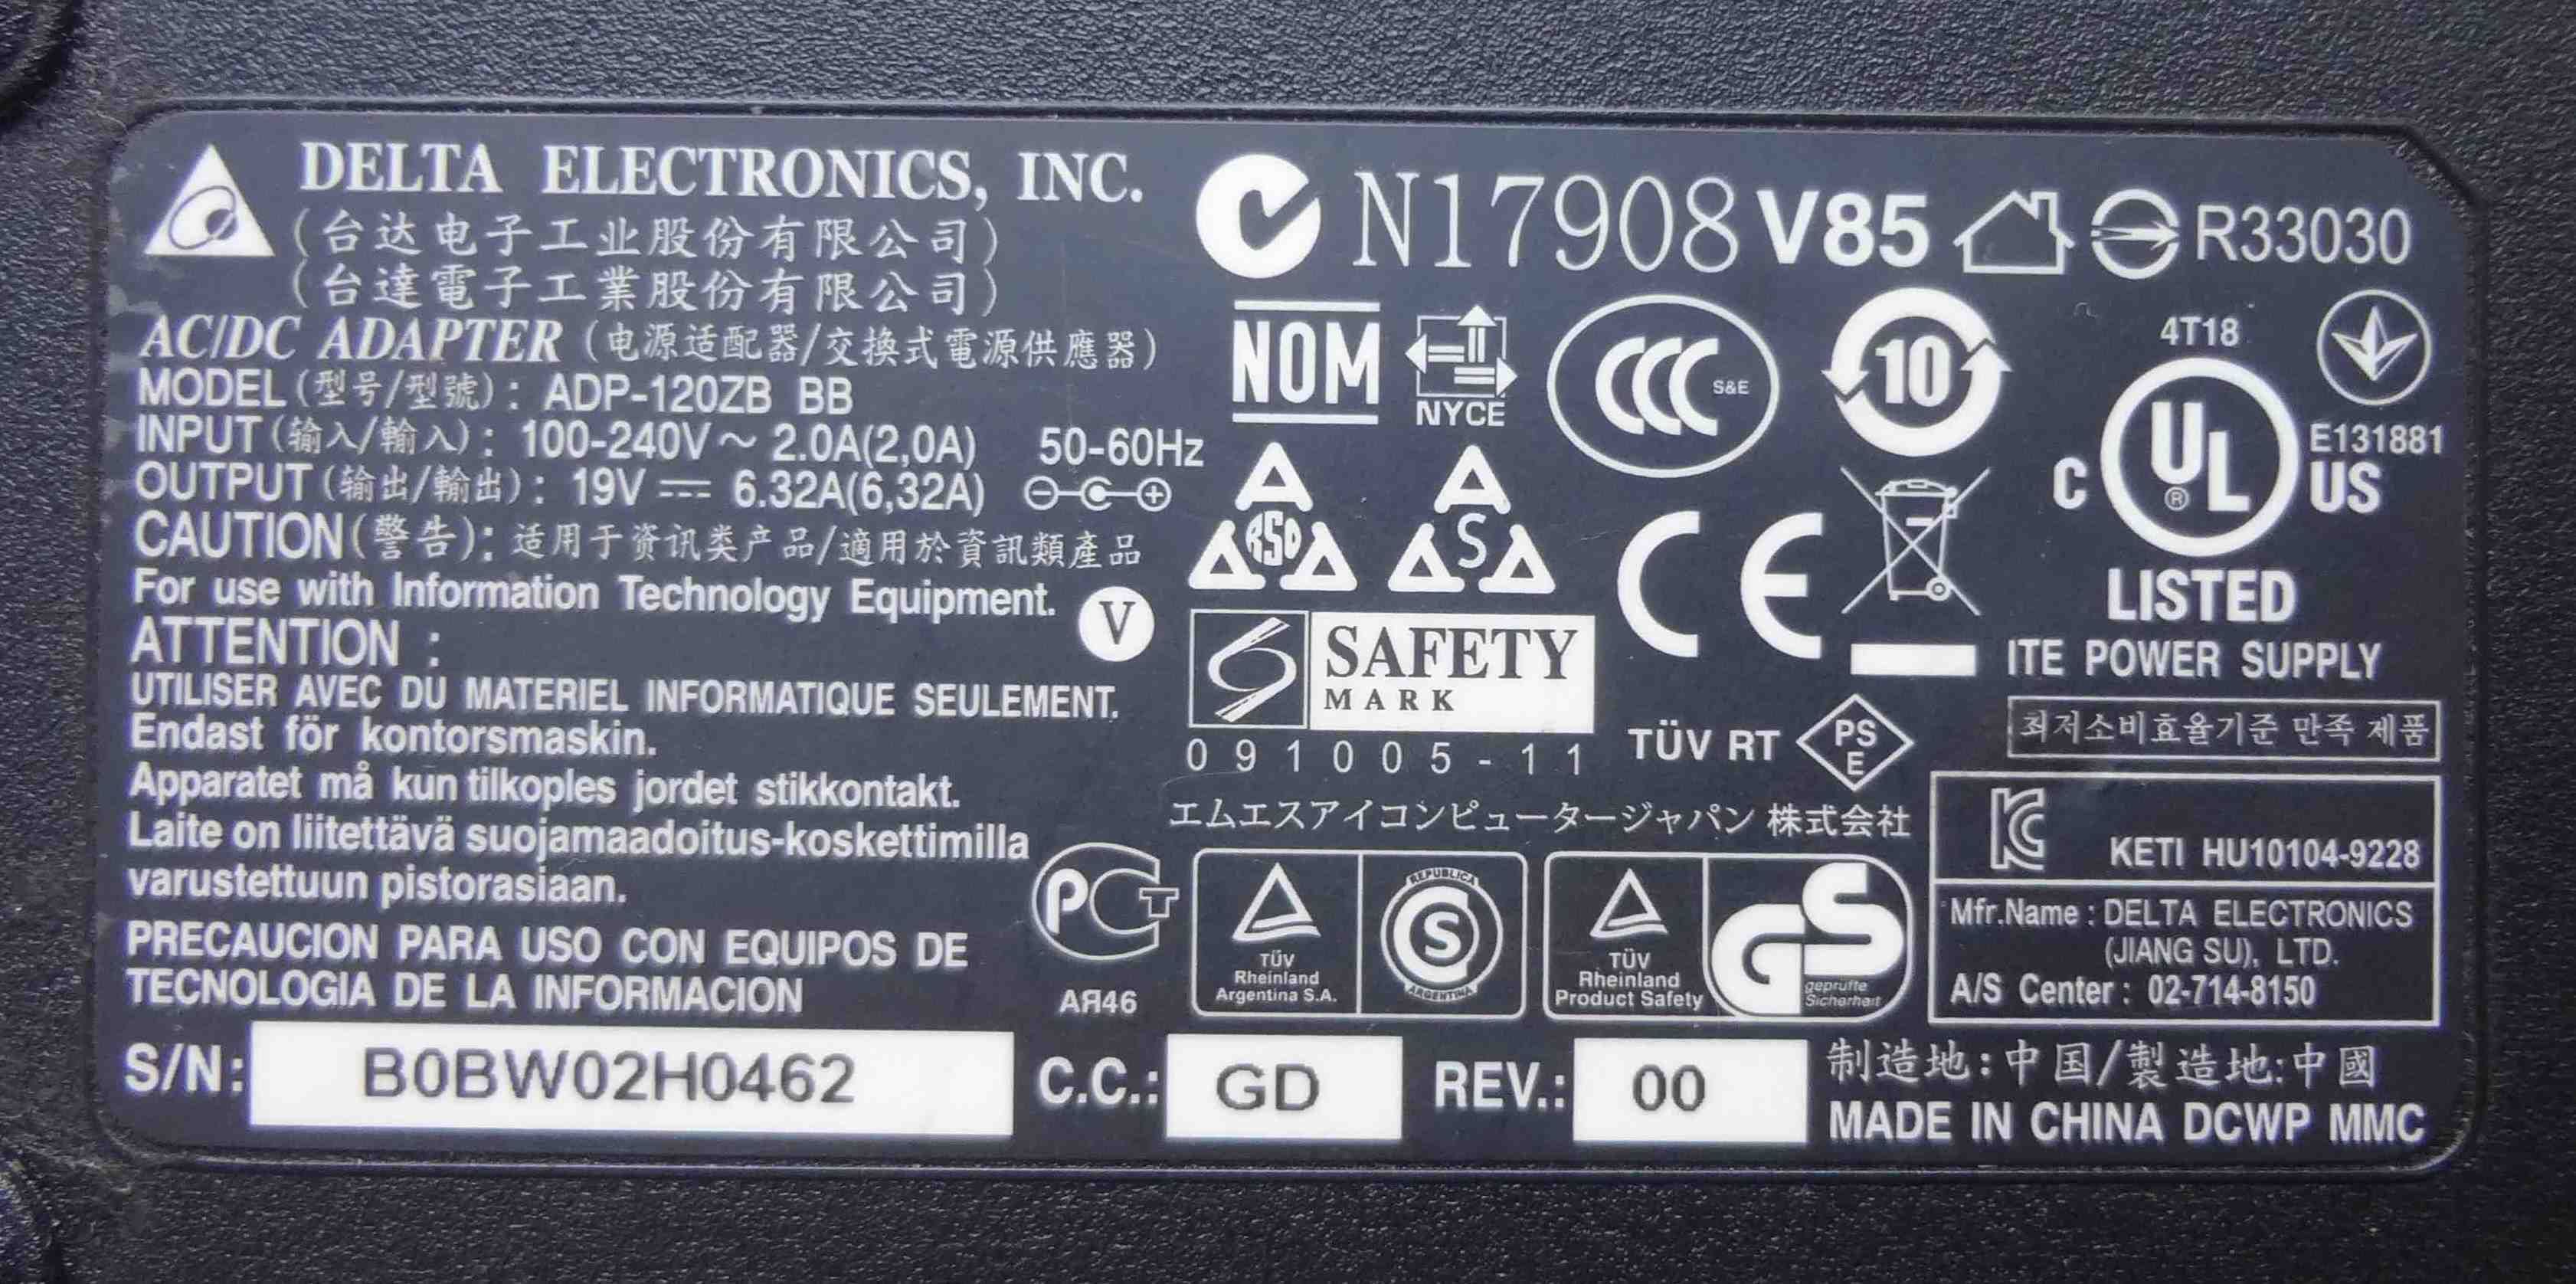 DELTA ELECTRONICS, INC.
(台达电子工业股份有限公司)
(台達電子工業股份有限公司)
AC/DC ADAPTER (电源适配器/交換式電源供應器)
MODEL (型号/型號): ADP-120ZB BB
INPUT (输入/輸入): 100-240V~ 2.0A(2,0A) 50-60Hz
OUTPUT (输出/輸出): 19V ⎓ 6.32A(6,32A)
CAUTION (警告): 适用于资讯类产品/適用於資訊類產品
For use with Information Technology Equipment.
V
ATTENTION :
UTILISER AVEC DU MATERIEL INFORMATIQUE SEULEMENT.
Endast för kontorsmaskin.
Apparatet må kun tilkoples jordet stikkontakt.
Laite on liitettävä suojamaadoitus-koskettimilla
varustettuun pistorasiaan.
PRECAUCION PARA USO CON EQUIPOS DE
TECNOLOGIA DE LA INFORMACION
N17908 V85 R33030
NOM
NYCE
CCC S&E
10
4T18
C UL ® US
E131881
LISTED
ITE POWER SUPPLY
RSO
S
CE
SAFETY
MARK
091005-11
TÜV RT
PS
E
최저소비효율기준 만족 제품
エムエスアイコンピュータージャパン 株式会社
KC
KETI HU10104-9228
Mfr.Name : DELTA ELECTRONICS
(JIANG SU), LTD.
A/S Center : 02-714-8150
PCT
AЯ46
TÜV
Rheinland
Argentina S.A.
REPUBLICA
S
ARGENTINA
TÜV
Rheinland
Product Safety
GS
geprüfte
Sicherheit
S/N: B0BW02H0462 C.C.: GD REV.: 00
制造地:中国/製造地:中國
MADE IN CHINA DCWP MMC